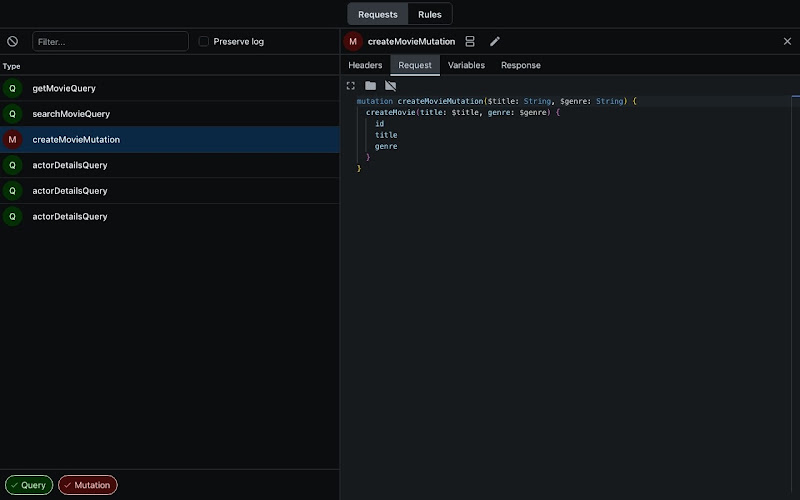 Requests Rules
Filter... Preserve log
Type
Q getMovieQuery
Q searchMovieQuery
M createMovieMutation
Q actorDetailsQuery
Q actorDetailsQuery
Q actorDetailsQuery
Query Mutation
M createMovieMutation
Headers Request Variables Response
mutation createMovieMutation($title: String, $genre: String) {
createMovie(title: $title, genre: $genre) {
id
title
genre
}
}